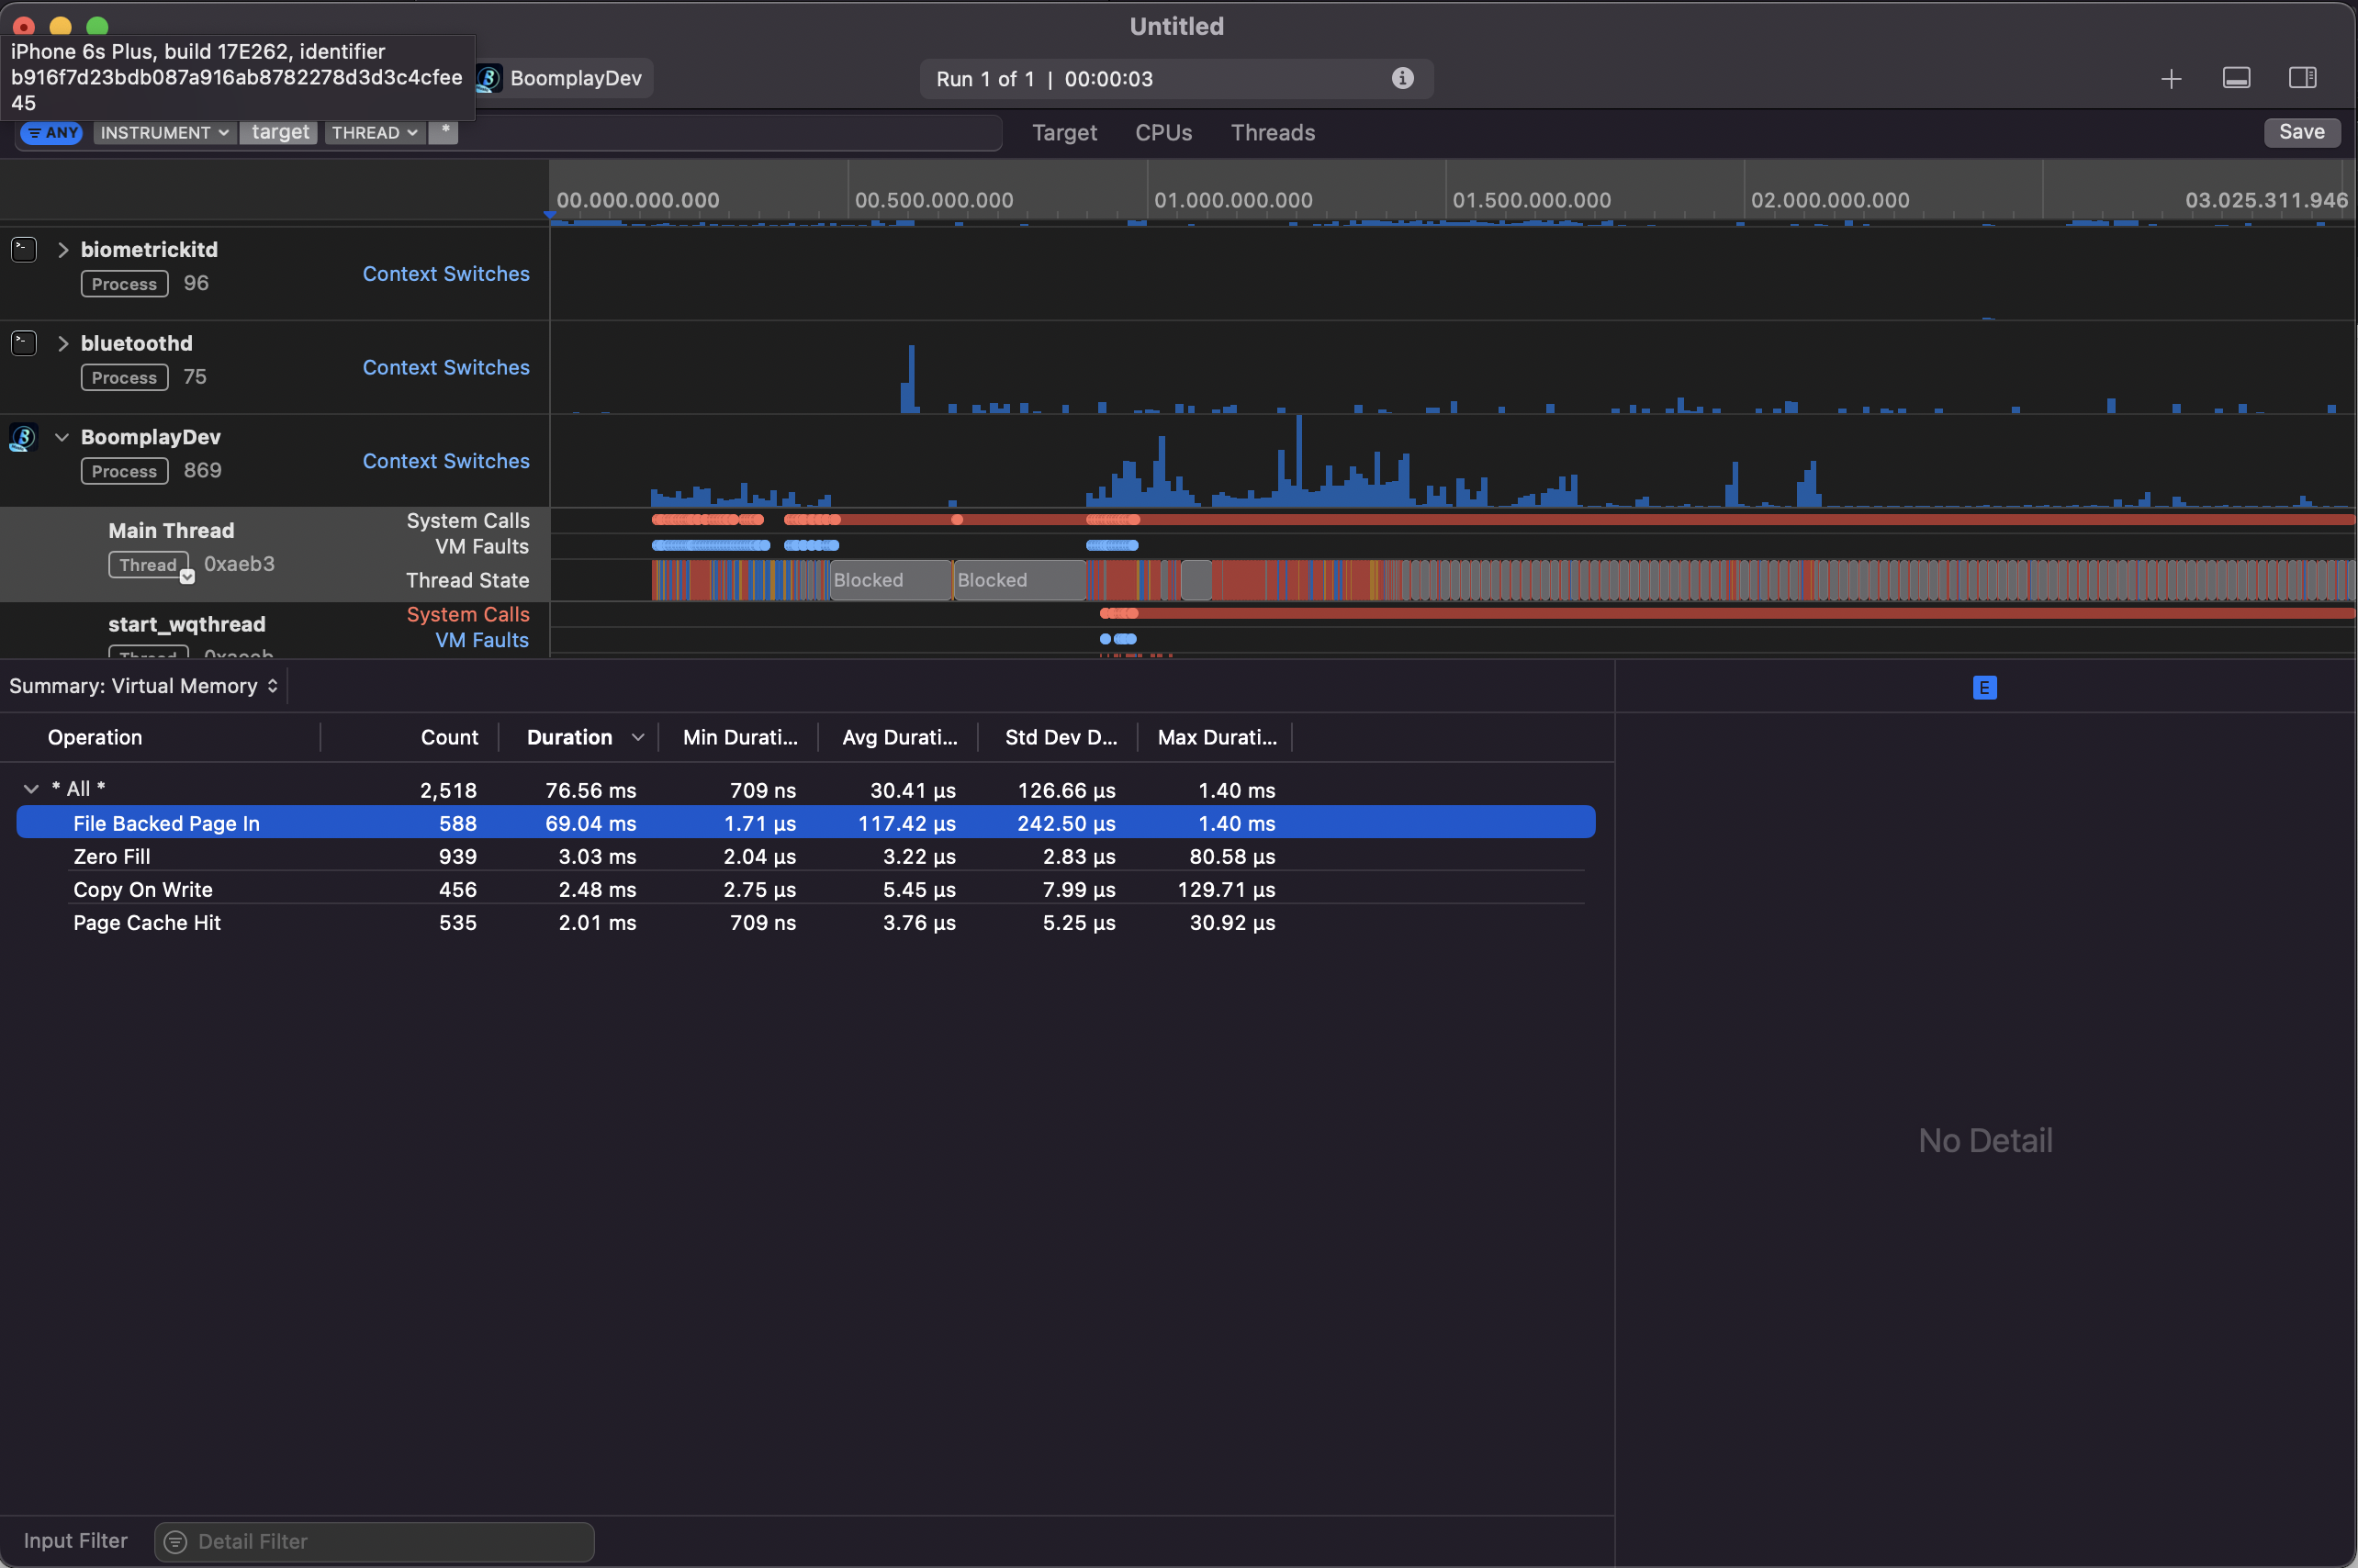 Untitled
iPhone 6s Plus, build 17E262, identifier
b916f7d23bdb087a916ab8782278d3d3c4cfee
45
BoomplayDev
Run 1 of 1 | 00:00:03
ANY INSTRUMENT target THREAD *
Target CPUs Threads
Save
00.000.000.000 00.500.000.000 01.000.000.000 01.500.000.000 02.000.000.000 03.025.311.946
biometrickitd
Process 96
Context Switches
bluetoothd
Process 75
Context Switches
BoomplayDev
Process 869
Context Switches
Main Thread
Thread 0xaeb3
System Calls
VM Faults
Thread State
Blocked Blocked
start_wqthread
System Calls
VM Faults
Thread
Summary: Virtual Memory
E
Operation Count Duration Min Durati... Avg Durati... Std Dev D... Max Durati...
* All * 2,518 76.56 ms 709 ns 30.41 µs 126.66 µs 1.40 ms
File Backed Page In 588 69.04 ms 1.71 µs 117.42 µs 242.50 µs 1.40 ms
Zero Fill 939 3.03 ms 2.04 µs 3.22 µs 2.83 µs 80.58 µs
Copy On Write 456 2.48 ms 2.75 µs 5.45 µs 7.99 µs 129.71 µs
Page Cache Hit 535 2.01 ms 709 ns 3.76 µs 5.25 µs 30.92 µs
No Detail
Input Filter
Detail Filter